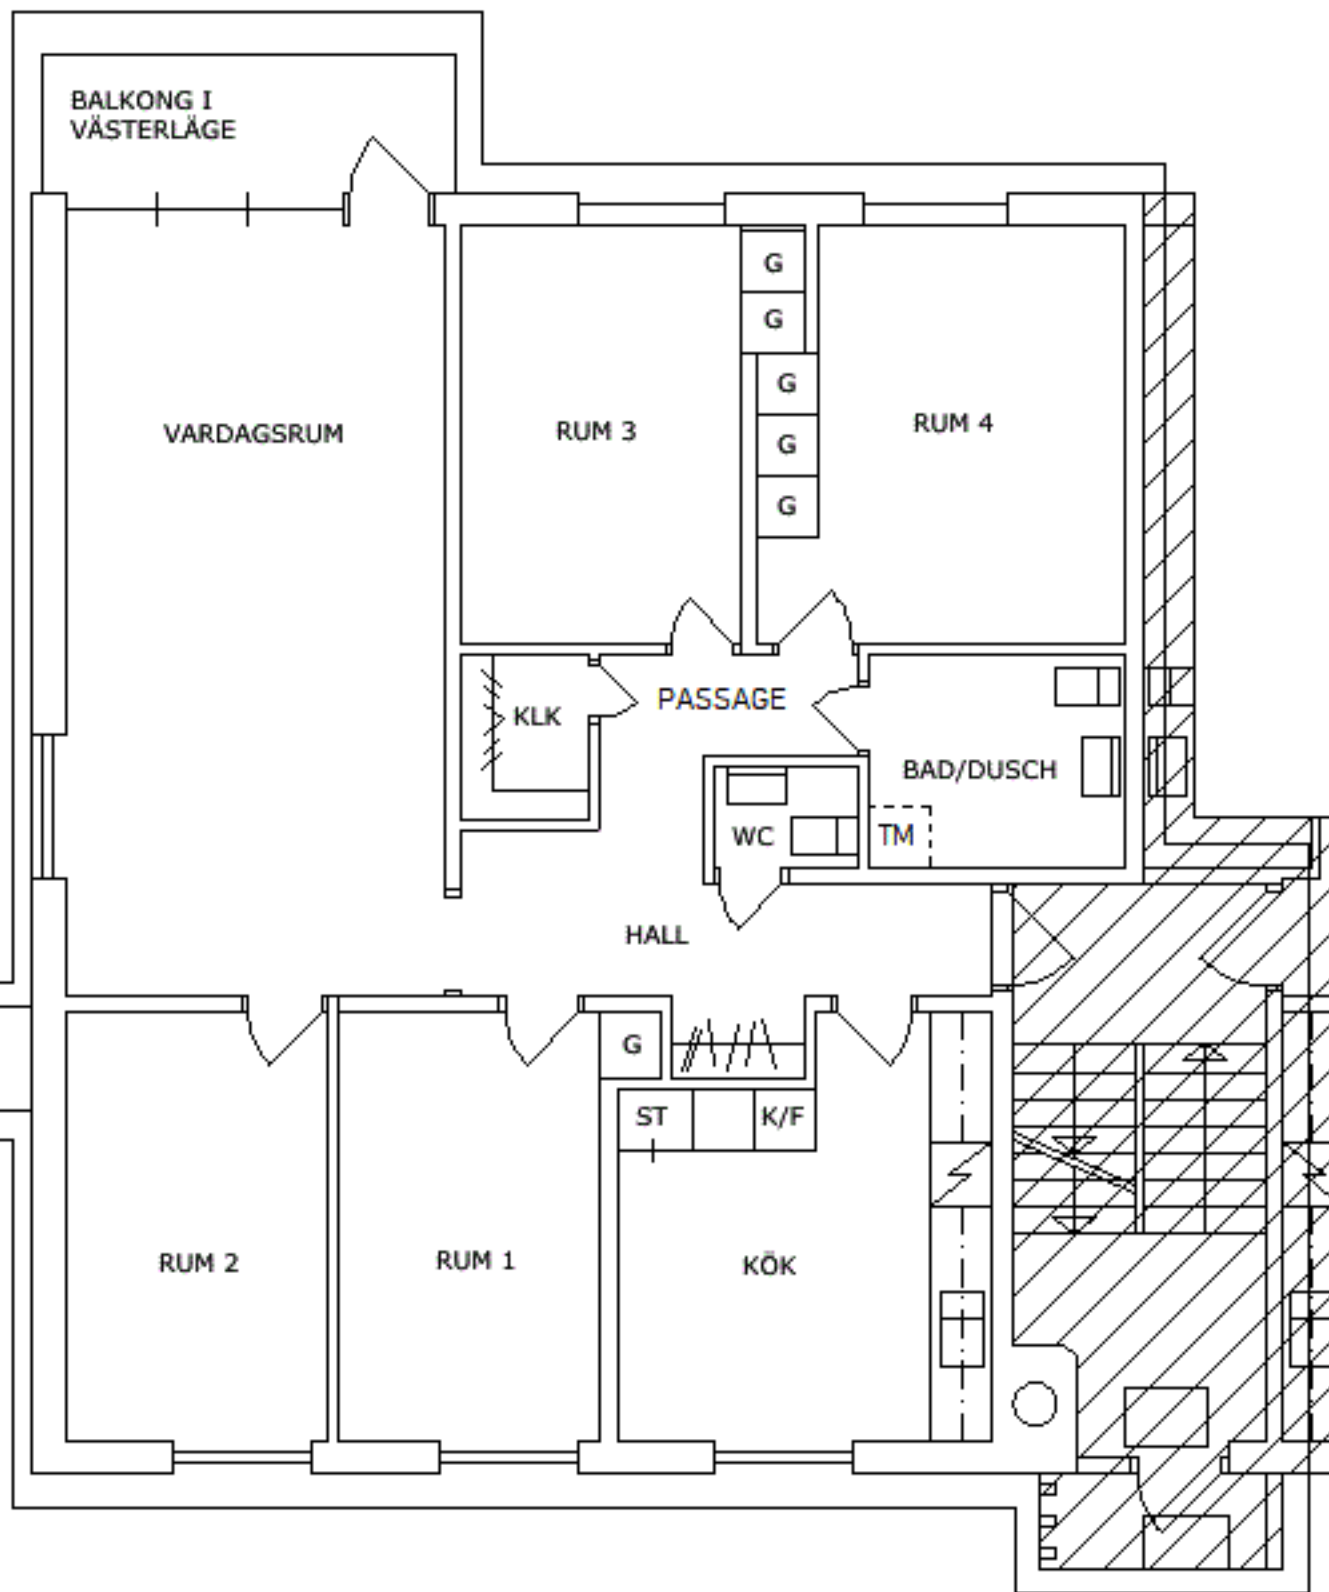 BALKONG I
VÄSTERLÄGE
G
G
G
G
G
VARDAGSRUM
RUM 3
RUM 4
PASSAGE
KLK
BAD/DUSCH
WC
TM
HALL
G
ST
K/F
RUM 2
RUM 1
KÖK